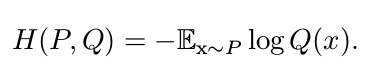 H(P, Q) = −𝔼ₓ∼P log Q(x).